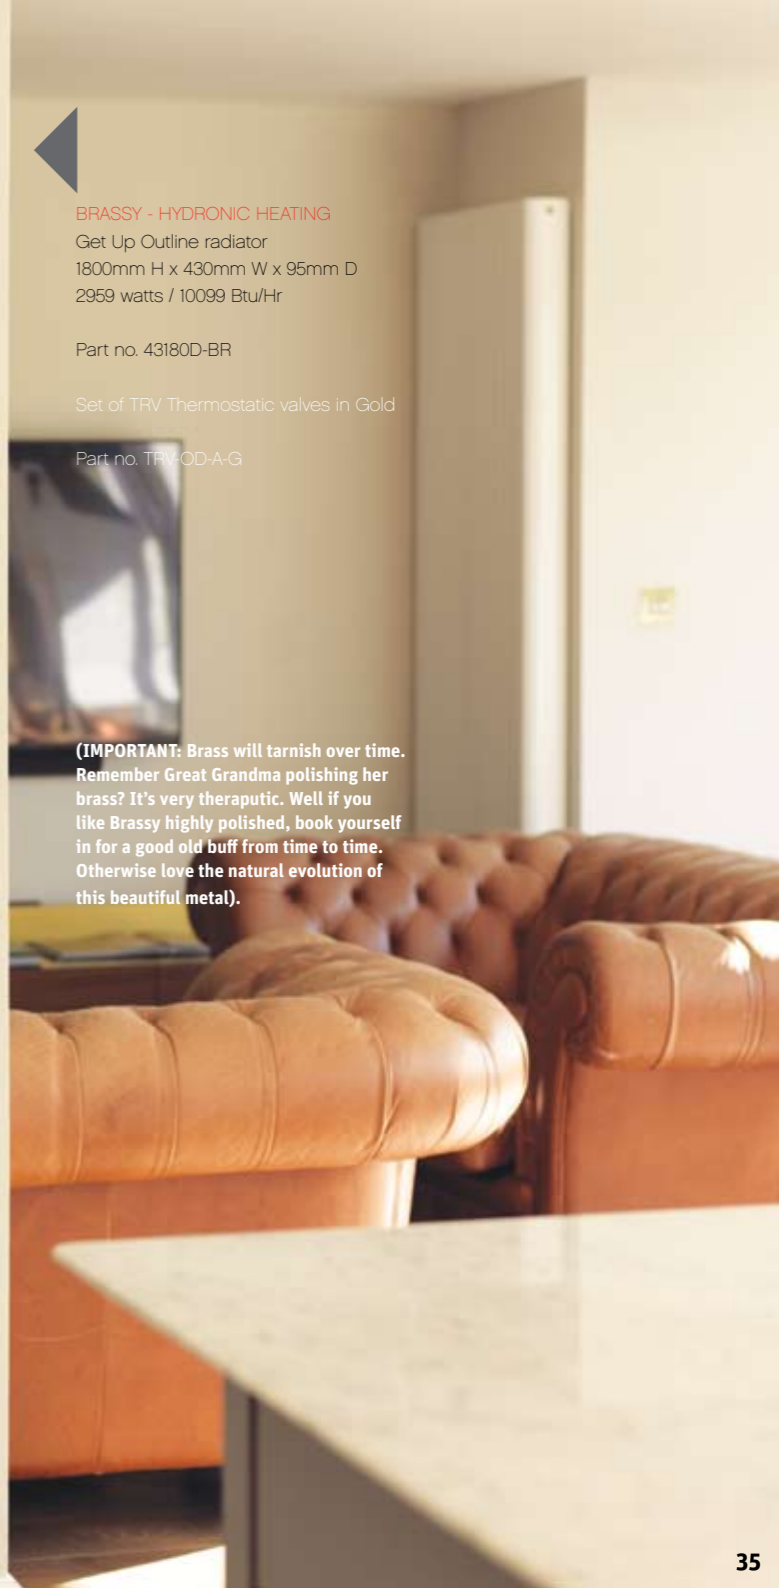 BRASSY - HYDRONIC HEATING
Get Up Outline radiator
1800mm H x 430mm W x 95mm D
2959 watts / 10099 Btu/Hr
Part no. 43180D-BR
Set of TRV Thermostatic valves in Gold
Part no. TRV-OD-A-G
(IMPORTANT: Brass will tarnish over time.
Remember Great Grandma polishing her
brass? It’s very theraputic. Well if you
like Brassy highly polished, book yourself
in for a good old buff from time to time.
Otherwise love the natural evolution of
this beautiful metal).
35